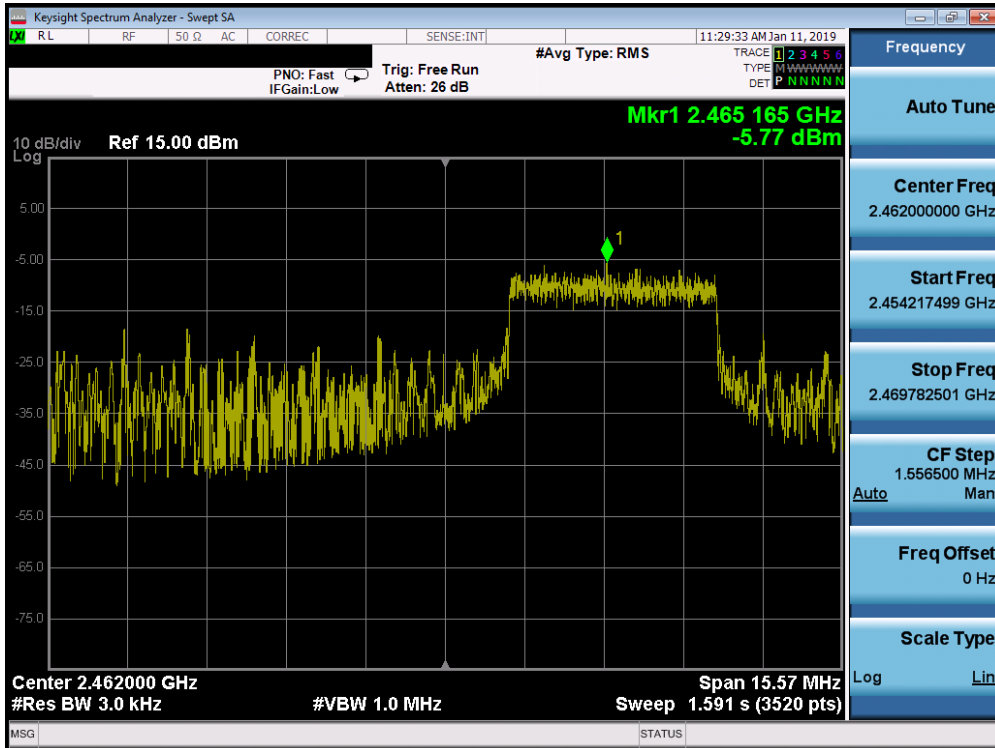 Keysight Spectrum Analyzer - Swept SA
LXI RL RF 50 Ω AC CORREC SENSE:INT 11:29:33 AM Jan 11, 2019
#Avg Type: RMS
TRACE 1 2 3 4 5 6
TYPE M WWWWW
DET P N N N N N
PNO: Fast
IFGain:Low
Trig: Free Run
Atten: 26 dB
Mkr1 2.465 165 GHz
-5.77 dBm
10 dB/div
Log
Ref 15.00 dBm
5.00
-5.00
-15.0
-25.0
-35.0
-45.0
-55.0
-65.0
-75.0
1
Center 2.462000 GHz
Span 15.57 MHz
#Res BW 3.0 kHz
#VBW 1.0 MHz
Sweep 1.591 s (3520 pts)
MSG
STATUS
Frequency
Auto Tune
Center Freq
2.462000000 GHz
Start Freq
2.454217499 GHz
Stop Freq
2.469782501 GHz
CF Step
1.556500 MHz
Auto Man
Freq Offset
0 Hz
Scale Type
Log Lin